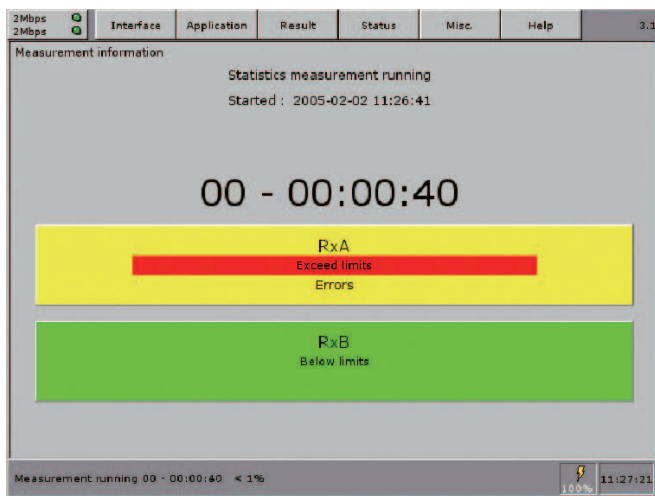 2Mbps
2Mbps
Interface Application Result Status Misc. Help 3.1
Measurement information
Statistics measurement running
Started : 2005-02-02 11:26:41
00 - 00:00:40
RxA
Exceed limits
Errors
RxB
Below limits
Measurement running 00 - 00:00:40 < 1%
100%
11:27:21